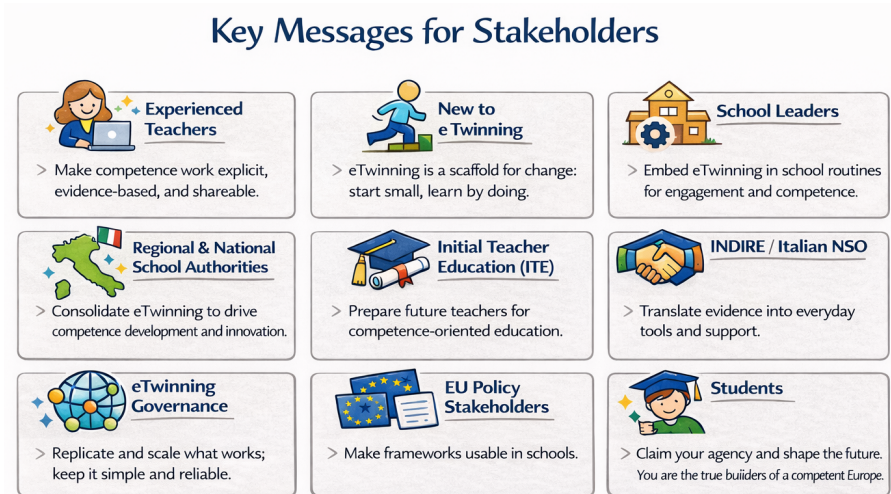 Key Messages for Stakeholders
Experienced
Teachers
> Make competence work explicit,
evidence-based, and shareable.
New to
e Twinning
> eTwinning is a scaffold for change:
start small, learn by doing.
School Leaders
> Embed eTwinning in school routines
for engagement and competence.
Regional & National
School Authorities
> Consolidate eTwinning to drive
competence development and innovation.
Initial Teacher
Education (ITE)
> Prepare future teachers for
competence-oriented education.
INDIRE / Italian NSO
> Translate evidence into everyday
tools and support.
eTwinning
Governance
> Replicate and scale what works;
keep it simple and reliable.
EU Policy
Stakeholders
> Make frameworks usable in schools.
Students
> Claim your agency and shape the future.
You are the true builders of a competent Europe.